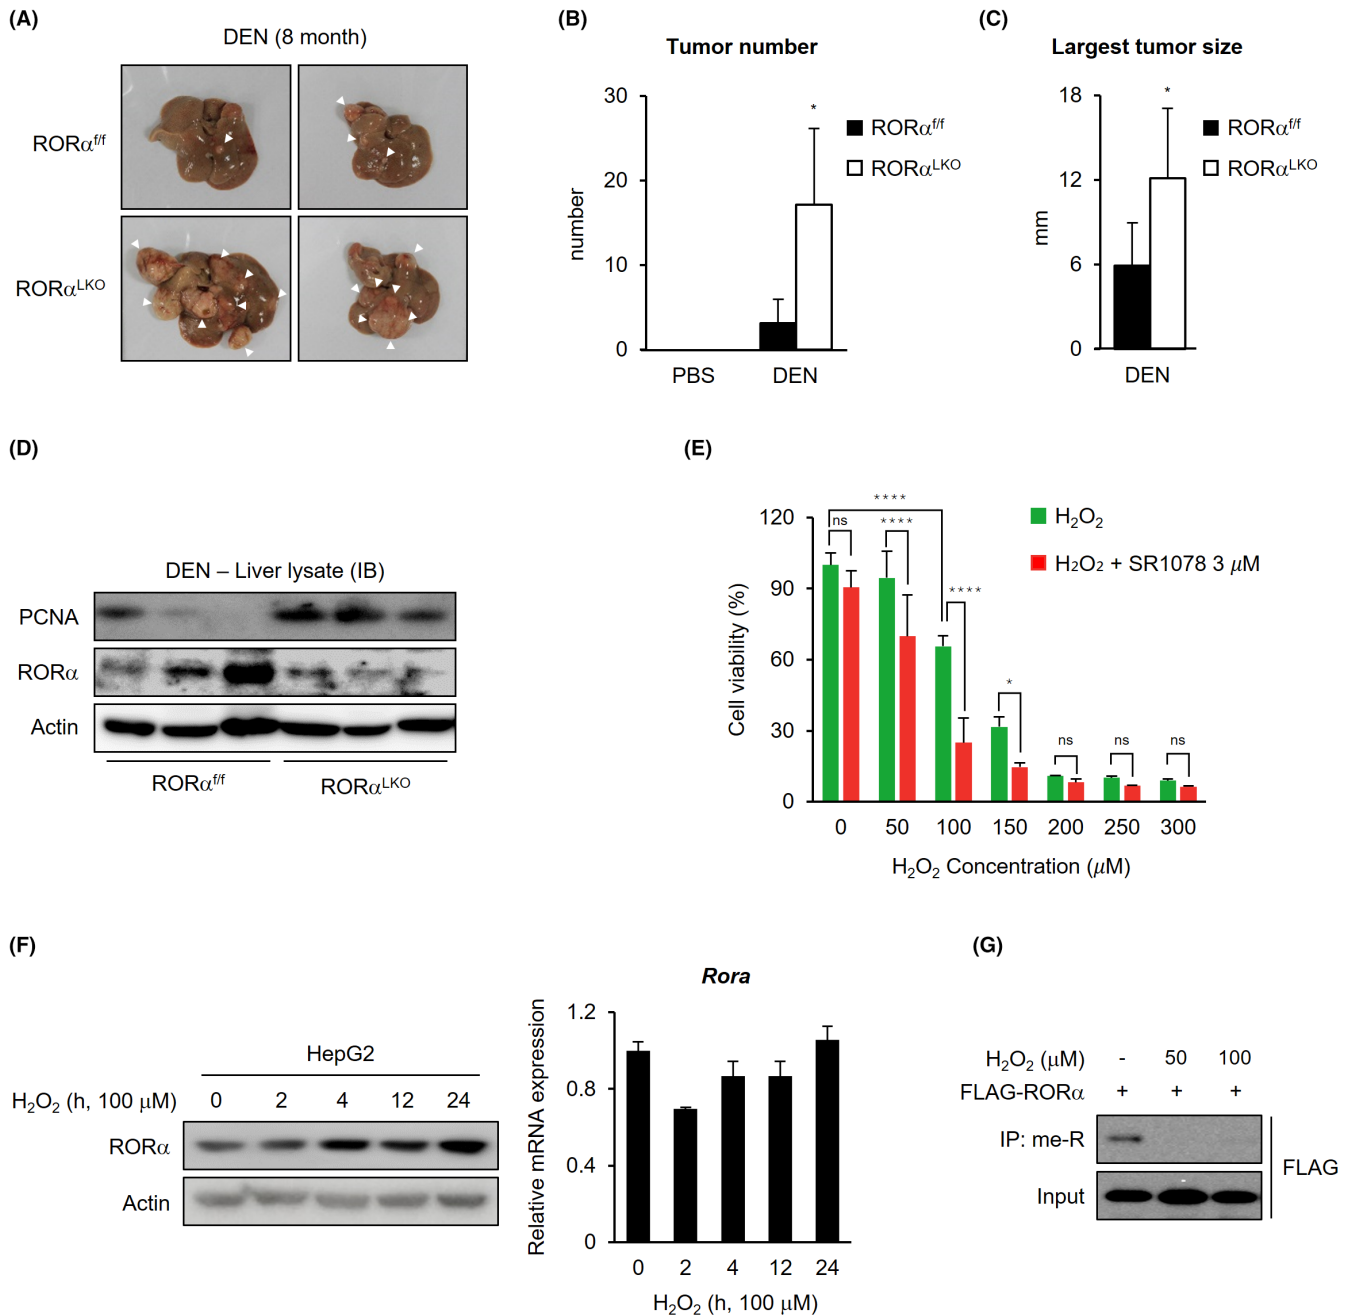 (A)
DEN (8 month)
RORα^f/f
RORα^LKO
(B)
Tumor number
30
20
10
0
number
PBS
DEN
*
RORα^f/f
RORα^LKO
(C)
Largest tumor size
18
12
6
0
mm
DEN
*
RORα^f/f
RORα^LKO
(D)
DEN – Liver lysate (IB)
PCNA
RORα
Actin
RORα^f/f
RORα^LKO
(E)
120
90
60
30
0
Cell viability (%)
****
ns
****
****
*
ns
ns
ns
H₂O₂
H₂O₂ + SR1078 3 μM
0 50 100 150 200 250 300
H₂O₂ Concentration (μM)
(F)
HepG2
H₂O₂ (h, 100 μM) 0 2 4 12 24
RORα
Actin
Rora
1.2
0.8
0.4
0
Relative mRNA expression
0 2 4 12 24
H₂O₂ (h, 100 μM)
(G)
H₂O₂ (μM) - 50 100
FLAG-RORα + + +
IP: me-R
Input
FLAG